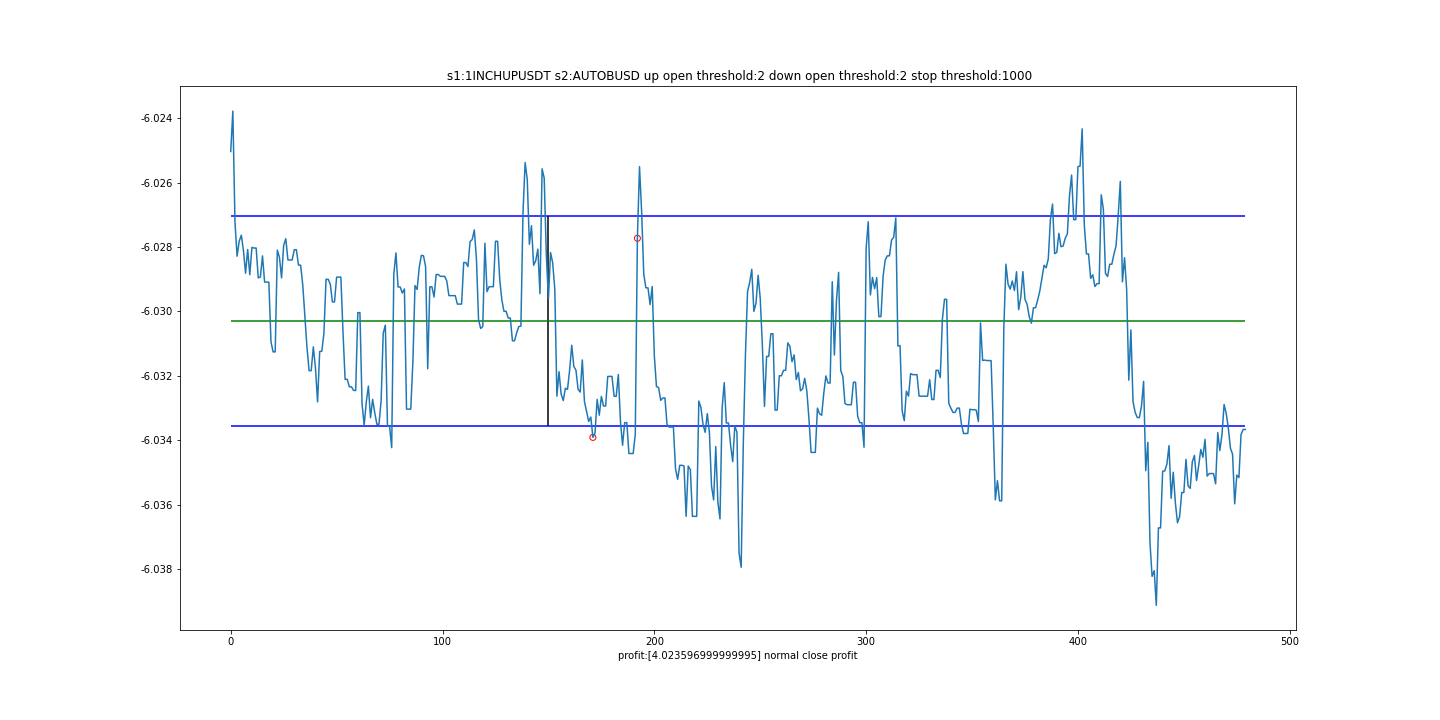 s1:1INCHUPUSDT s2:AUTOBUSD up open threshold:2 down open threshold:2 stop threshold:1000
-6.024
-6.026
-6.028
-6.030
-6.032
-6.034
-6.036
-6.038
0 100 200 300 400 500
profit:[4.023596999999995] normal close profit